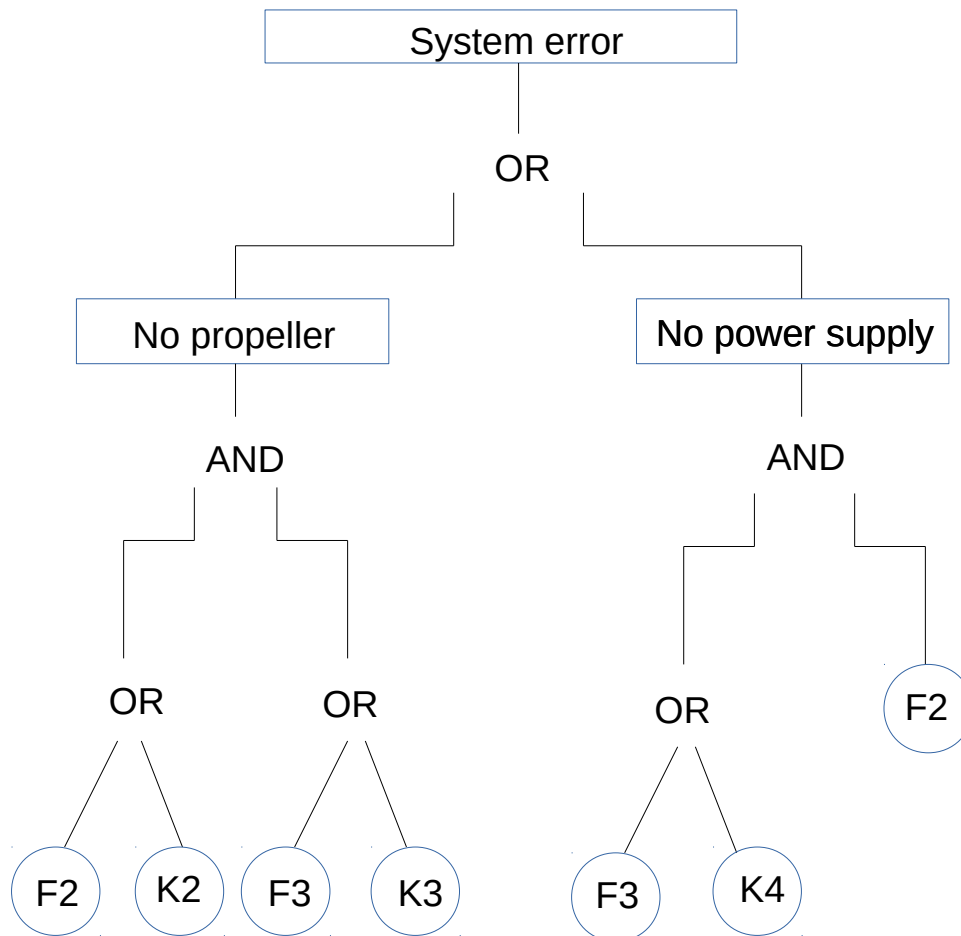 System error
OR
No propeller
No power supply
AND
AND
OR
OR
OR
F2
F2
K2
F3
K3
F3
K4